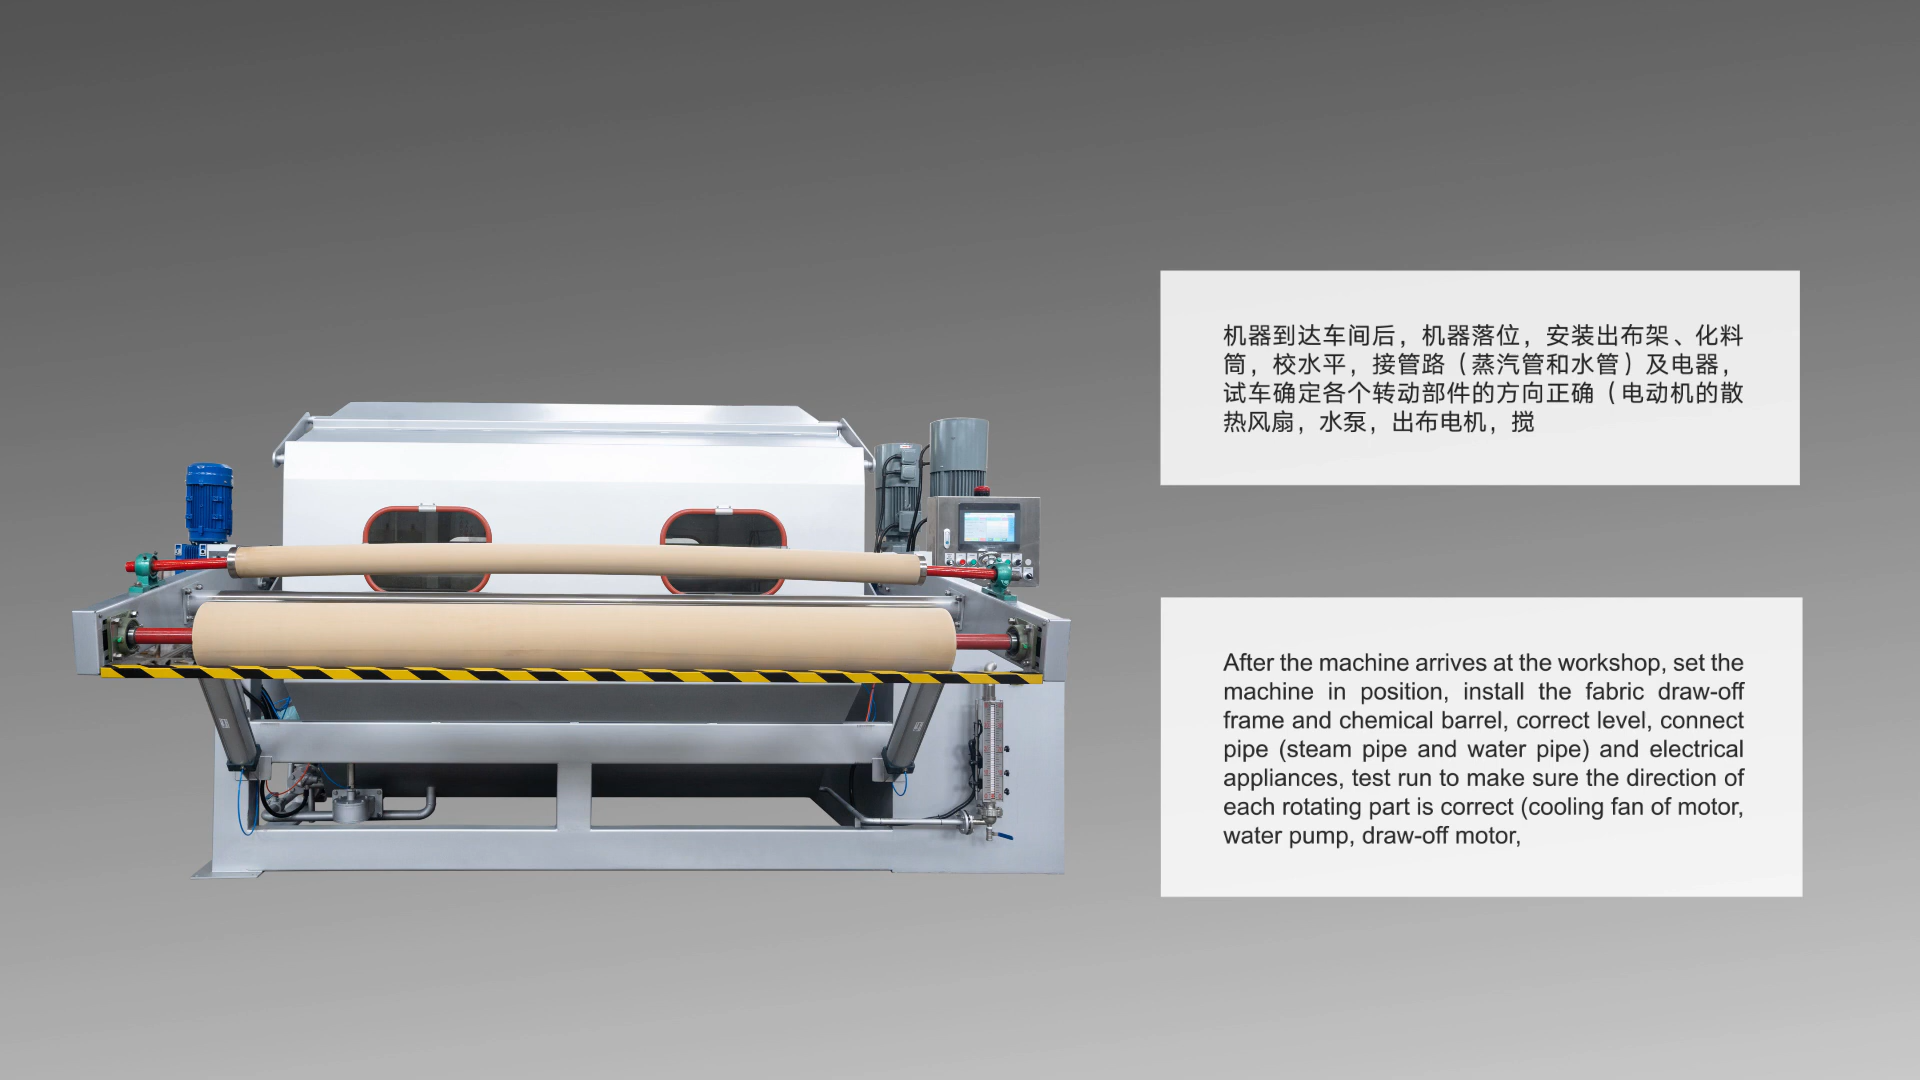 机器到达车间后，机器落位，安装出布架、化料
筒，校水平，接管路（蒸汽管和水管）及电器，
试车确定各个转动部件的方向正确（电动机的散
热风扇，水泵，出布电机，搅
After the machine arrives at the workshop, set the
machine in position, install the fabric draw-off
frame and chemical barrel, correct level, connect
pipe (steam pipe and water pipe) and electrical
appliances, test run to make sure the direction of
each rotating part is correct (cooling fan of motor,
water pump, draw-off motor,